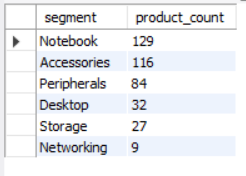 segment product_count
Notebook 129
Accessories 116
Peripherals 84
Desktop 32
Storage 27
Networking 9